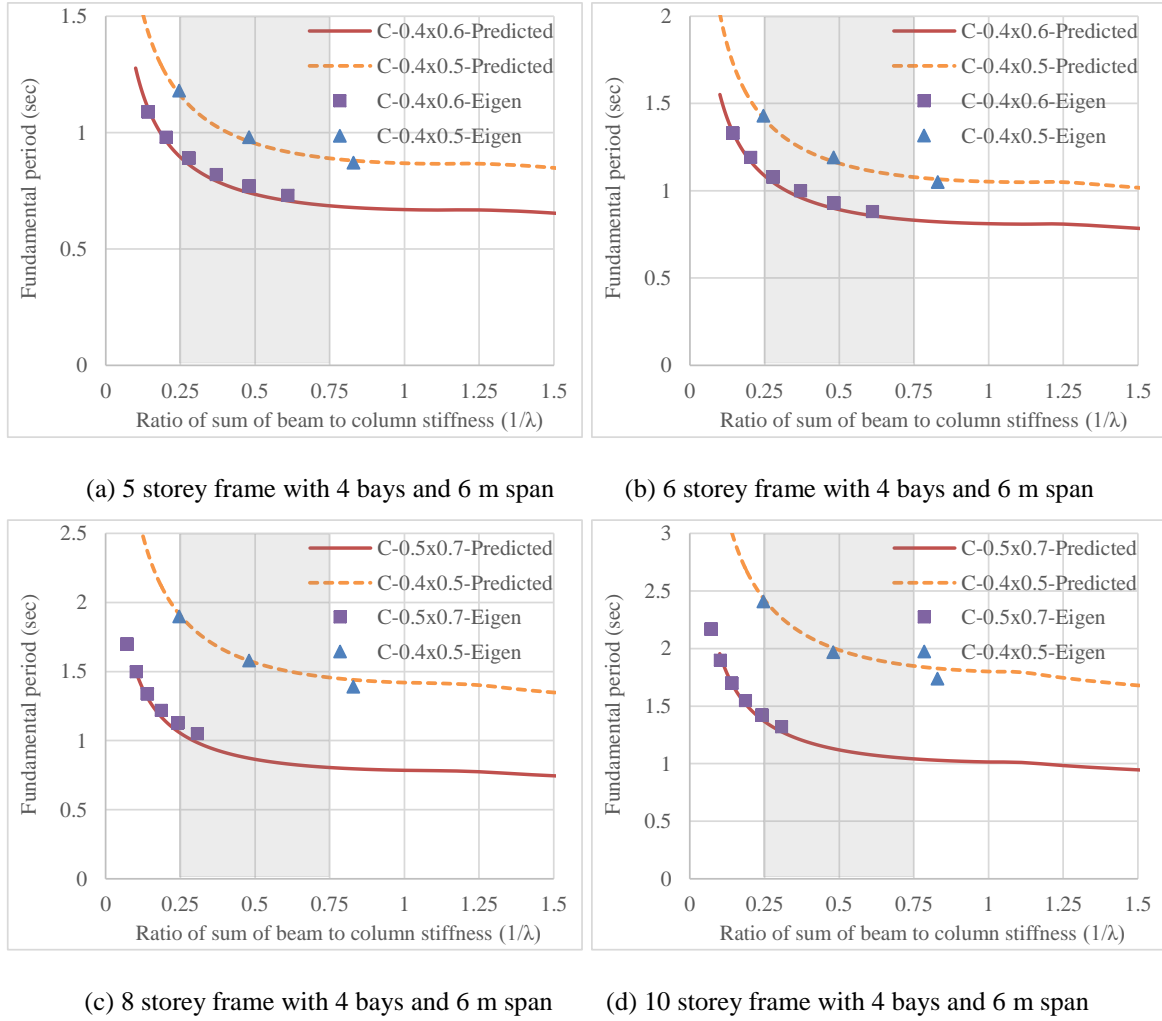 1.5
1
0.5
0
Fundamental period (sec)
C-0.4x0.6-Predicted
C-0.4x0.5-Predicted
C-0.4x0.6-Eigen
C-0.4x0.5-Eigen
0 0.25 0.5 0.75 1 1.25 1.5
Ratio of sum of beam to column stiffness (1/λ)
(a) 5 storey frame with 4 bays and 6 m span
2
1.5
1
0.5
0
Fundamental period (sec)
C-0.4x0.6-Predicted
C-0.4x0.5-Predicted
C-0.4x0.6-Eigen
C-0.4x0.5-Eigen
0 0.25 0.5 0.75 1 1.25 1.5
Ratio of sum of beam to column stiffness (1/λ)
(b) 6 storey frame with 4 bays and 6 m span
2.5
2
1.5
1
0.5
0
Fundamental period (sec)
C-0.5x0.7-Predicted
C-0.4x0.5-Predicted
C-0.5x0.7-Eigen
C-0.4x0.5-Eigen
0 0.25 0.5 0.75 1 1.25 1.5
Ratio of sum of beam to column stiffness (1/λ)
(c) 8 storey frame with 4 bays and 6 m span
3
2.5
2
1.5
1
0.5
0
Fundamental period (sec)
C-0.5x0.7-Predicted
C-0.4x0.5-Predicted
C-0.5x0.7-Eigen
C-0.4x0.5-Eigen
0 0.25 0.5 0.75 1 1.25 1.5
Ratio of sum of beam to column stiffness (1/λ)
(d) 10 storey frame with 4 bays and 6 m span